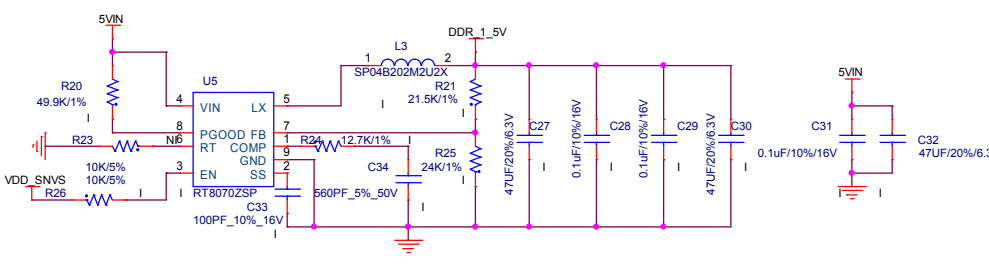 5VIN
R20
49.9K/1%
I
R23
10K/5%
NI
I
VDD_SNVS
R26
10K/5%
I
U5
4
VIN
LX
5
8
PGOOD
FB
7
6
RT
COMP
1
GND
9
3
EN
SS
2
RT8070ZSP
L3
1
2
SP04B202M2U2X
I
DDR_1_5V
R21
21.5K/1%
I
R24
12.7K/1%
I
R25
24K/1%
I
C34
560PF_5%_50V
I
C33
100PF_10%_16V
I
C27
47UF/20%/6.3V
I
C28
0.1uF/10%/16V
I
C29
0.1uF/10%/16V
I
C30
47UF/20%/6.3V
I
5VIN
C31
0.1uF/10%/16V
I
C32
47UF/20%/6.3
I